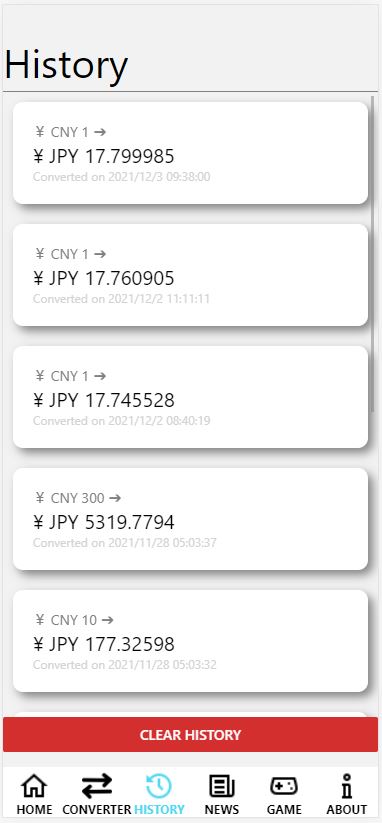 History
¥ CNY 1 ➔
¥ JPY 17.799985
Converted on 2021/12/3 09:38:00
¥ CNY 1 ➔
¥ JPY 17.760905
Converted on 2021/12/2 11:11:11
¥ CNY 1 ➔
¥ JPY 17.745528
Converted on 2021/12/2 08:40:19
¥ CNY 300 ➔
¥ JPY 5319.7794
Converted on 2021/11/28 05:03:37
¥ CNY 10 ➔
¥ JPY 177.32598
Converted on 2021/11/28 05:03:32
CLEAR HISTORY
HOME CONVERTER HISTORY NEWS GAME ABOUT